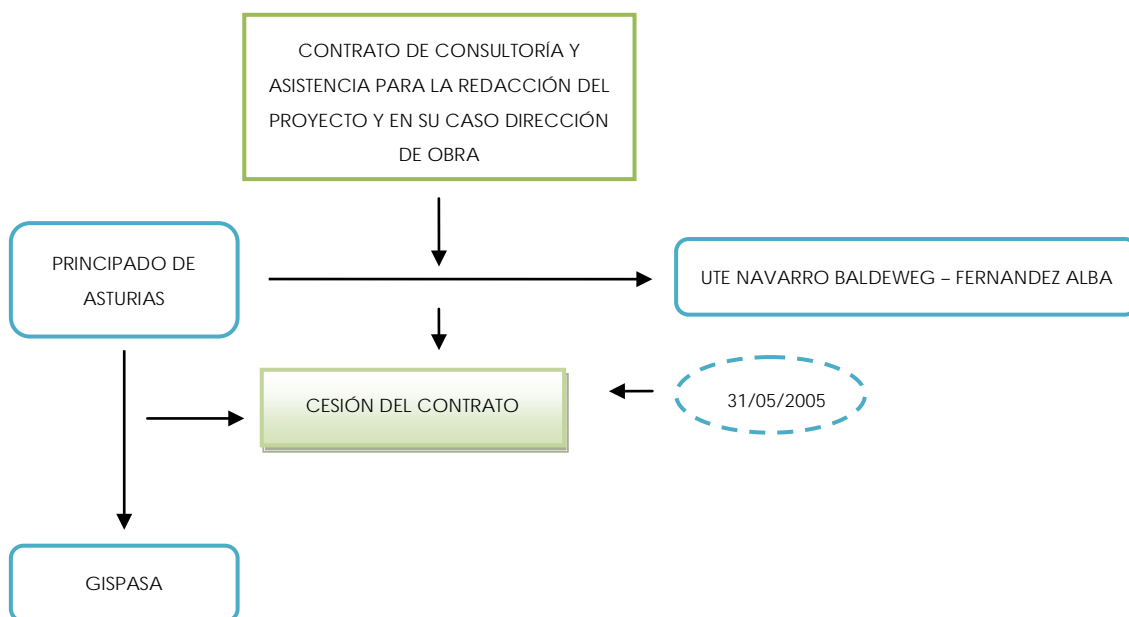 CONTRATO DE CONSULTORÍA Y
ASISTENCIA PARA LA REDACCIÓN DEL
PROYECTO Y EN SU CASO DIRECCIÓN
DE OBRA
PRINCIPADO DE
ASTURIAS
UTE NAVARRO BALDEWEG – FERNANDEZ ALBA
CESIÓN DEL CONTRATO
31/05/2005
GISPASA